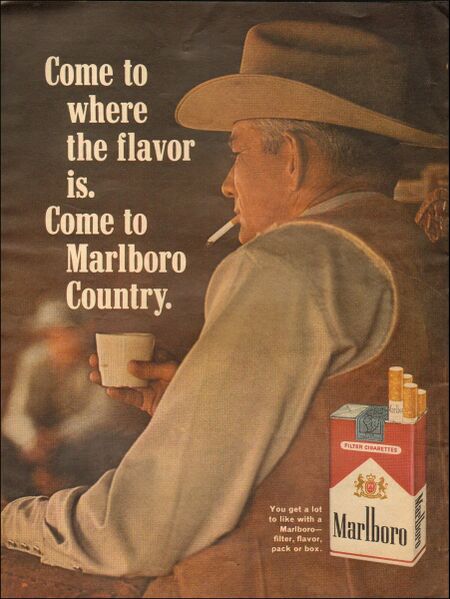 Come to
where
the flavor
is.
Come to
Marlboro
Country.
You get a lot
to like with a
Marlboro—
filter, flavor,
pack or box.
FILTER CIGARETTES
Marlboro
Marlboro